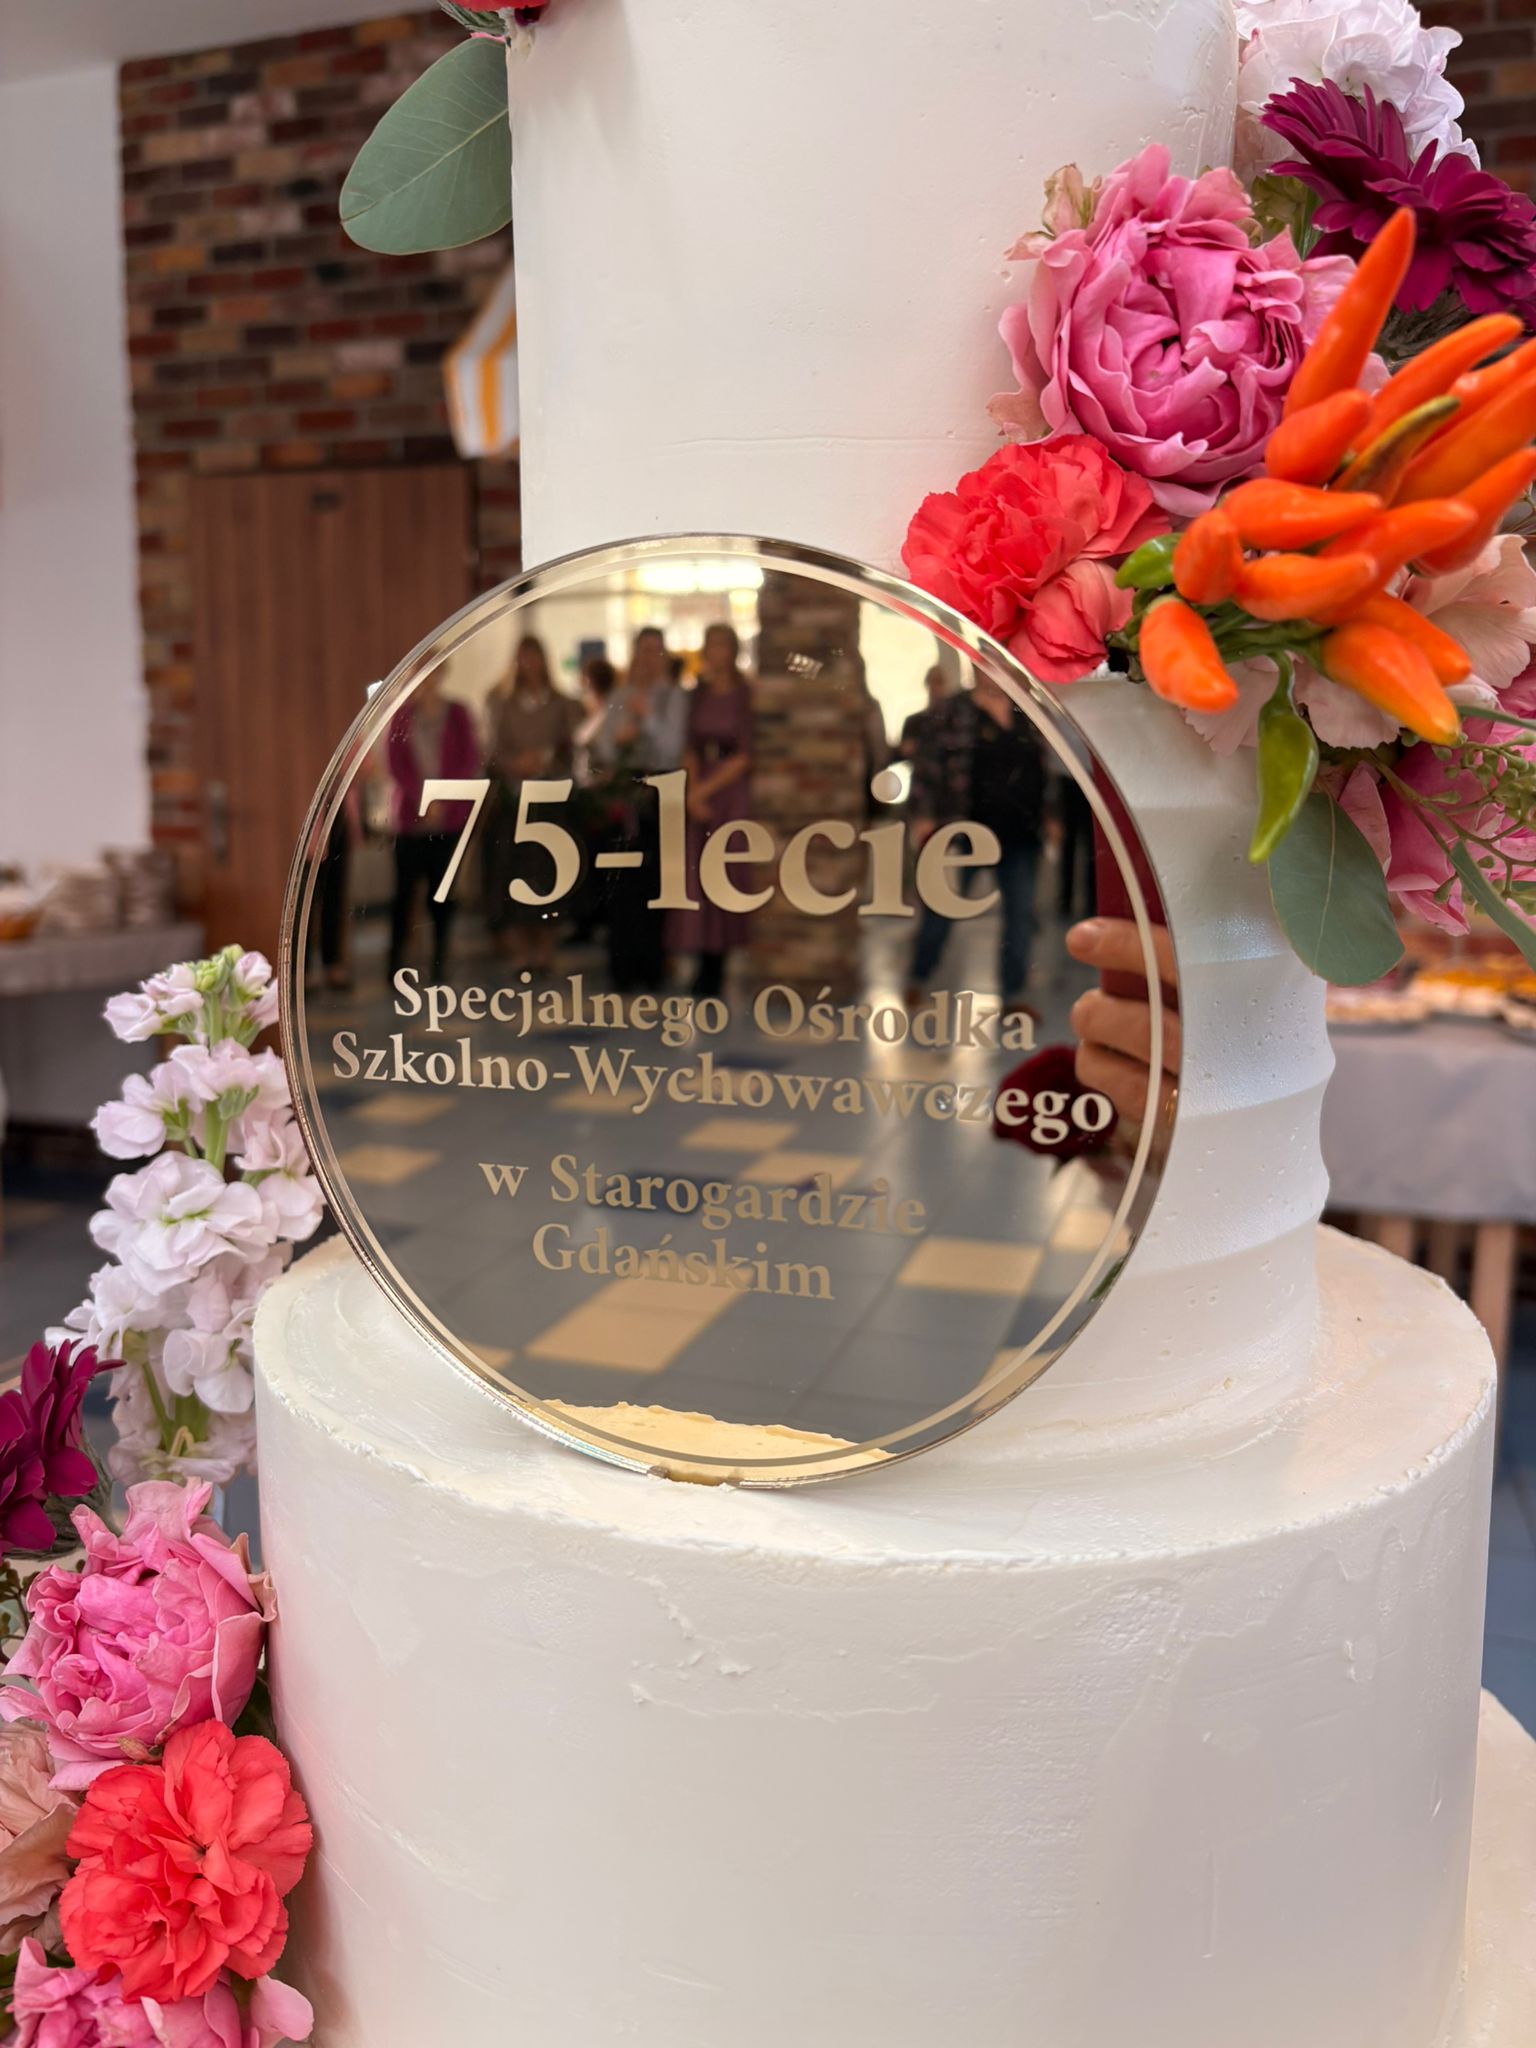 75-lecie
Specjalnego Ośrodka
Szkolno-Wychowawczego
w Starogardzie
Gdańskim